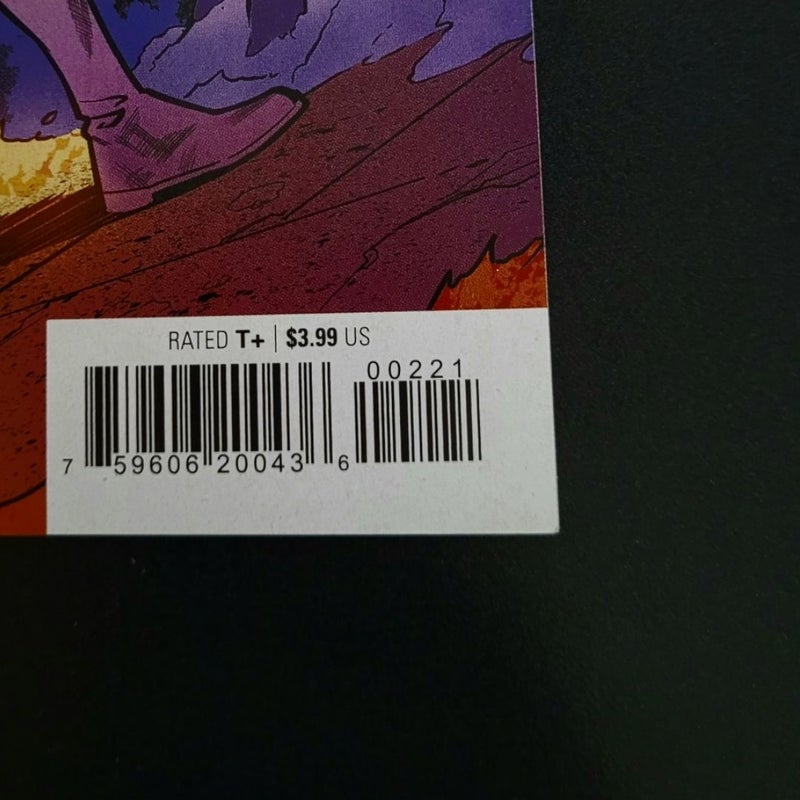 RATED T+ | $3.99 US
00221
7 59606 20043 6